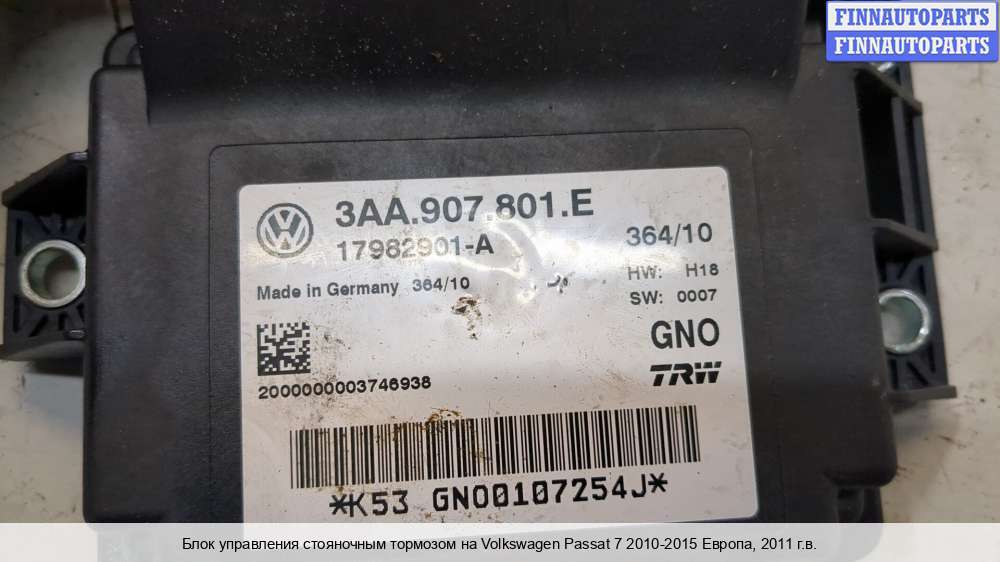 FINNAUTOPARTS
FINNAUTOPARTS
3AA.907.801.E
17982901-A
364/10
Made in Germany 364/10
HW: H18
SW: 0007
GNO
TRW
2000000003746938
*K53 GNO0107254J*
Блок управления стояночным тормозом на Volkswagen Passat 7 2010-2015 Европа, 2011 г.в.